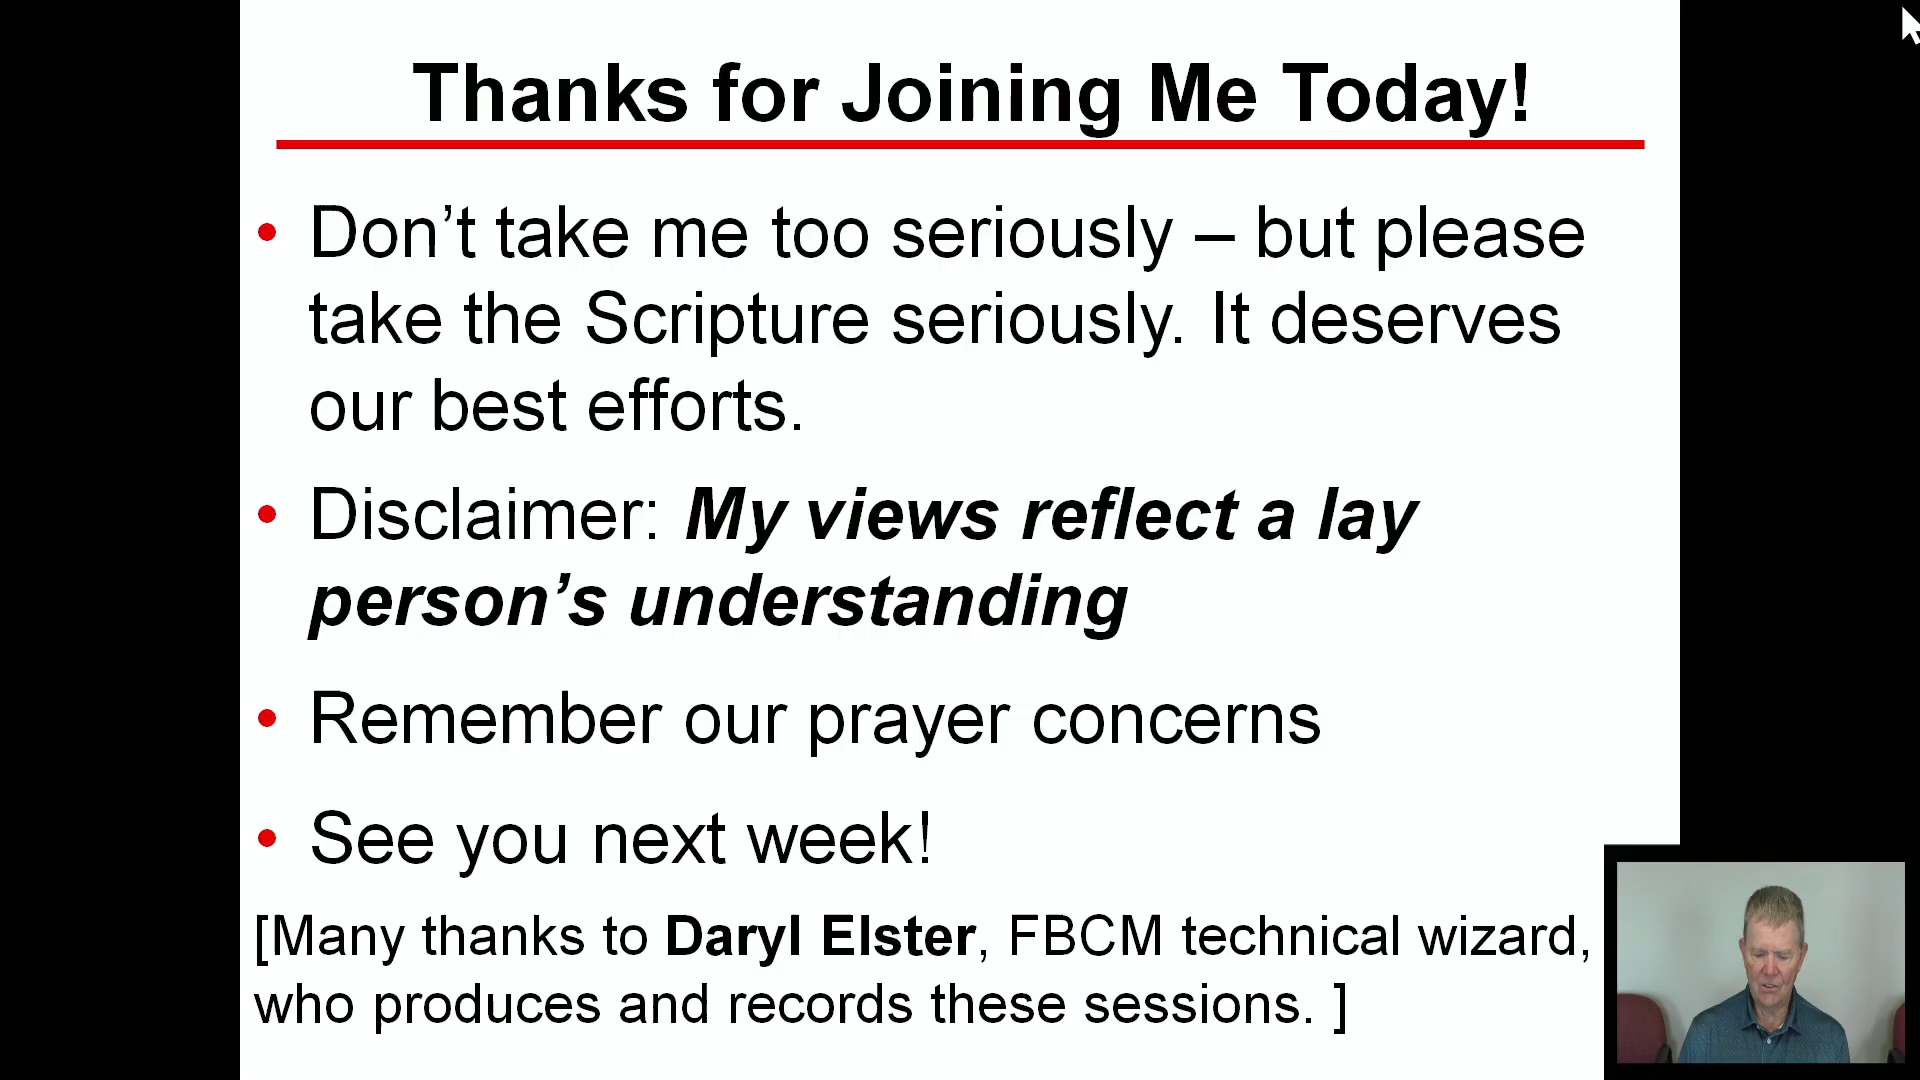 Thanks for Joining Me Today!
• Don’t take me too seriously – but please
take the Scripture seriously. It deserves
our best efforts.
• Disclaimer: My views reflect a lay
person’s understanding
• Remember our prayer concerns
• See you next week!
[Many thanks to Daryl Elster, FBCM technical wizard,
who produces and records these sessions. ]